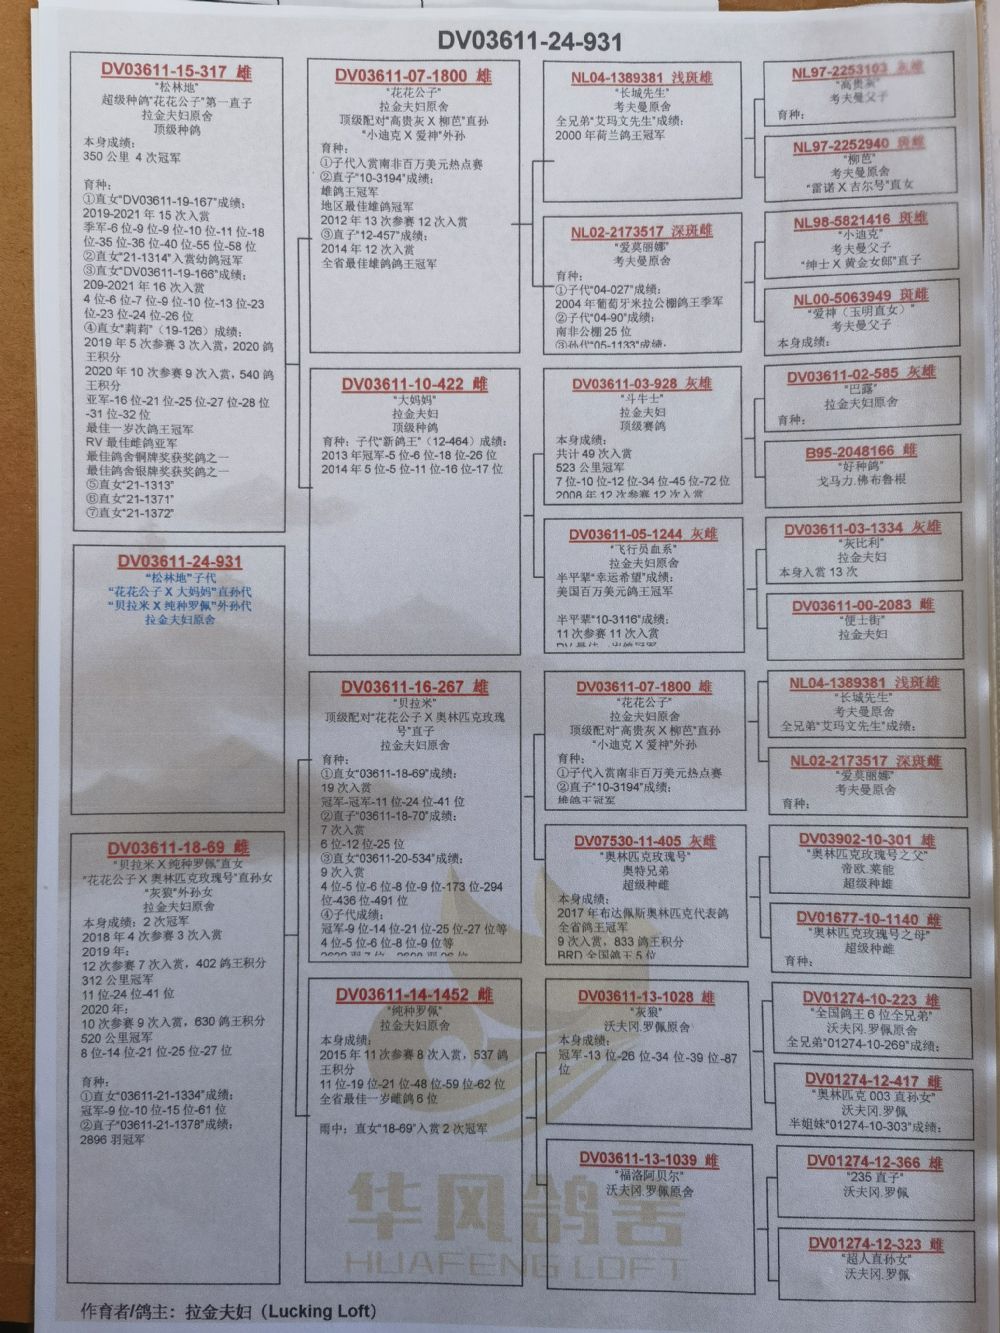 DV03611-24-931
DV03611-15-317 雄
“松林地”
超级种鸽“花花公子”第一直子
拉金夫妇原舍
顶级种鸽
本身成绩：
350 公里 4 次冠军
育种：
①直女“DV03611-19-167”成绩：
2019-2021 年 15 次入赏
季军-6 位-9 位-9 位-10 位-11 位-18
位-35 位-36 位-40 位-55 位-58 位
②直女“21-1314”入赏幼鸽冠军
③直女“DV03611-19-166”成绩：
209-2021 年 16 次入赏
4 位-6 位-7 位-9 位-10 位-13 位-23
位-23 位-24 位-26 位
④直女“莉莉”（19-126）成绩：
2019 年 5 次参赛 3 次入赏，2020 鸽
王积分
2020 年 10 次参赛 9 次入赏，540 鸽
王积分
亚军-16 位-21 位-25 位-27 位-28 位
-31 位-32 位
最佳一岁次鸽王冠军
RV 最佳雌鸽亚军
最佳鸽舍铜牌奖获奖鸽之一
最佳鸽舍银牌奖获奖鸽之一
⑤直女“21-1313”
⑥直女“21-1371”
⑦直女“21-1372”
DV03611-24-931
“松林地”子代
“花花公子 X 大妈妈”直孙代
“贝拉米 X 纯种罗佩”外孙代
拉金夫妇原舍
DV03611-18-69 雌
“贝拉米 X 纯种罗佩”直女
“花花公子 X 奥林匹克玫瑰号”直孙女
“灰狼”外孙女
拉金夫妇原舍
本身成绩：2 次冠军
2018 年 4 次参赛 3 次入赏
2019 年：
12 次参赛 7 次入赏，402 鸽王积分
312 公里冠军
11 位-24 位-41 位
2020 年：
10 次参赛 9 次入赏，630 鸽王积分
520 公里冠军
8 位-14 位-21 位-25 位-27 位
育种：
①直女“03611-21-1334”成绩：
冠军-9 位-10 位-15 位-61 位
②直子“03611-21-1378”成绩：
2896 羽冠军
DV03611-07-1800 雄
“花花公子”
拉金夫妇原舍
顶级配对“高贵灰 X 柳芭”直孙
“小迪克 X 爱神”外孙
育种：
①子代入赏南非百万美元热点赛
②直子“10-3194”成绩：
雄鸽王冠军
地区最佳雄鸽冠军
2012 年 13 次参赛 12 次入赏
③直子“12-457”成绩：
2014 年 12 次入赏
全省最佳雄鸽鸽王冠军
DV03611-10-422 雌
“大妈妈”
拉金夫妇
顶级种鸽
育种：子代“新鸽王”（12-464）成绩：
2013 年冠军-5 位-6 位-18 位-26 位
2014 年 5 位-5 位-11 位-16 位-17 位
DV03611-16-267 雄
“贝拉米”
顶级配对“花花公子 X 奥林匹克玫瑰
号”直子
拉金夫妇原舍
育种：
①直女“03611-18-69”成绩：
19 次入赏
冠军-冠军-11 位-24 位-41 位
②直子“03611-18-70”成绩：
7 次入赏
6 位-12 位-25 位
③直女“03611-20-534”成绩：
9 次入赏
4 位-5 位-6 位-8 位-9 位-173 位-294
位-436 位-491 位
④子代成绩：
冠军-9 位-14 位-21 位-25 位-27 位等
4 位-5 位-6 位-8 位-9 位等
DV03611-14-1452 雌
“纯种罗佩”
拉金夫妇原舍
本身成绩：
2015 年 11 次参赛 8 次入赏，537 鸽
王积分
11 位-19 位-21 位-48 位-59 位-62 位
全省最佳一岁雌鸽 6 位
雨中：直女“18-69”入赏 2 次冠军
NL04-1389381 浅斑雄
“长城先生”
考夫曼原舍
全兄弟“艾玛文先生”成绩：
2000 年荷兰鸽王冠军
NL02-2173517 深斑雌
“爱莫丽娜”
考夫曼原舍
育种：
①子代“04-027”成绩：
2004 年葡萄牙米拉公棚鸽王季军
②子代“04-90”成绩：
南非公棚 25 位
③孙代“05-1133”成绩：
DV03611-03-928 灰雄
“斗牛士”
拉金夫妇
顶级赛鸽
本身成绩：
共计 49 次入赏
523 公里冠军
7 位-10 位-12 位-34 位-45 位-72 位
2008 年 12 次参赛 12 次入赏
DV03611-05-1244 灰雌
“飞行员血系”
拉金夫妇原舍
半平辈“幸运希望”成绩：
美国百万美元鸽王冠军
半平辈“10-3116”成绩：
11 次参赛 11 次入赏
DV03611-07-1800 雄
“花花公子”
拉金夫妇原舍
顶级配对“高贵灰 X 柳芭”直孙
“小迪克 X 爱神”外孙
育种：
①子代入赏南非百万美元热点赛
②直子“10-3194”成绩：
雄鸽王冠军
DV07530-11-405 灰雌
“奥林匹克玫瑰号”
奥特兄弟
超级种雌
本身成绩：
2017 年布达佩斯奥林匹克代表鸽
全省鸽王冠军
9 次入赏，833 鸽王积分
BRD 全国鸽王 5 位
DV03611-13-1028 雄
“灰狼”
沃夫冈.罗佩原舍
本身成绩：
冠军-13 位-26 位-34 位-39 位-87
位
DV03611-13-1039 雌
“福洛阿贝尔”
沃夫冈.罗佩原舍
NL97-2253103 灰雄
“高贵灰”
考夫曼父子
育种：
NL97-2252940 斑雌
“柳芭”
考夫曼原舍
“雷诺 X 吉尔号”直女
NL98-5821416 斑雄
“小迪克”
考夫曼父子
“绅士 X 黄金女郎”直子
NL00-5063949 斑雌
“爱神（玉明直女）”
考夫曼父子
本身成绩：
DV03611-02-585 灰雄
“巴露”
拉金夫妇原舍
育种：
B95-2048166 雌
“好种鸽”
戈马力.佛布鲁根
DV03611-03-1334 灰雄
“灰比利”
拉金夫妇
本身入赏 13 次
DV03611-00-2083 雌
“便士街”
拉金夫妇
NL04-1389381 浅斑雄
“长城先生”
考夫曼原舍
全兄弟“艾玛文先生”成绩：
NL02-2173517 深斑雌
“爱莫丽娜”
考夫曼原舍
育种：
DV03902-10-301 雄
“奥林匹克玫瑰号之父”
帝欧.莱能
超级种雄
DV01677-10-1140 雌
“奥林匹克玫瑰号之母”
超级种雌
育种：
DV01274-10-223 雄
“全国鸽王 6 位全兄弟”
沃夫冈.罗佩原舍
全兄弟“01274-10-269”成绩：
DV01274-12-417 雌
“奥林匹克 003 直孙女”
沃夫冈.罗佩
半姐妹“01274-10-303”成绩：
DV01274-12-366 雄
“235 直子”
沃夫冈.罗佩
DV01274-12-323 雌
“超人直孙女”
沃夫冈.罗佩
华风鸽舍
HUAFENG LOFT
作育者/鸽主：拉金夫妇（Lucking Loft）